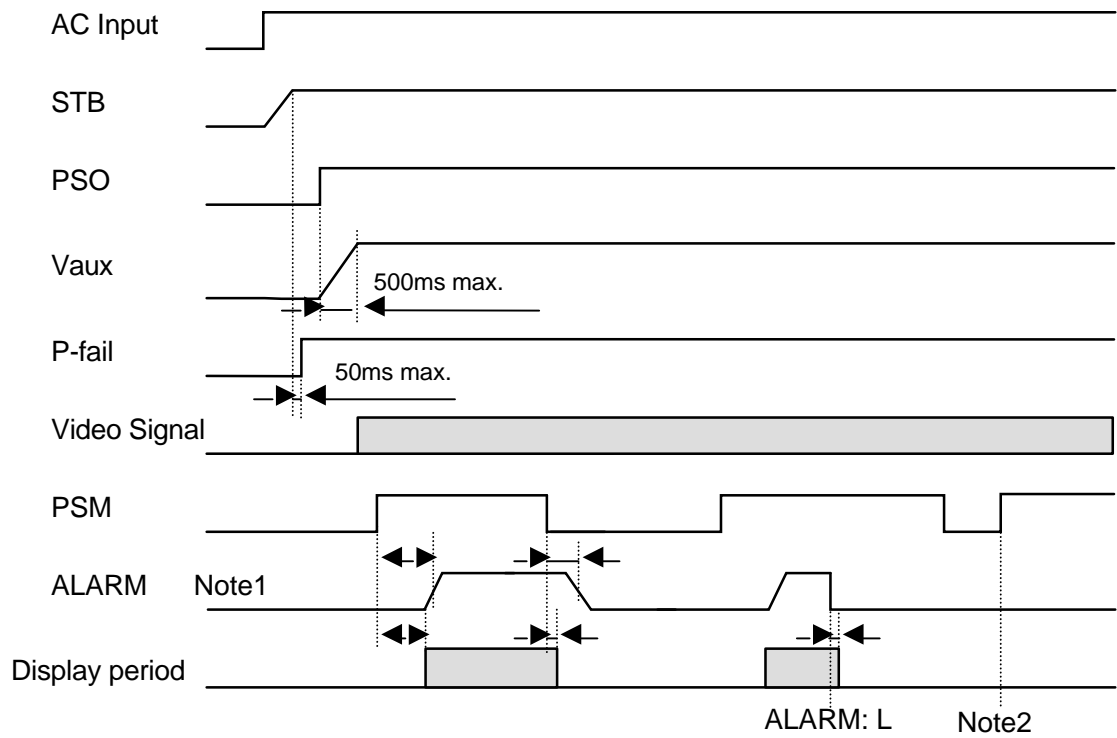 AC Input
STB
PSO
Vaux
500ms max.
P-fail
50ms max.
Video Signal
PSM
ALARM Note1
Display period
ALARM: L Note2